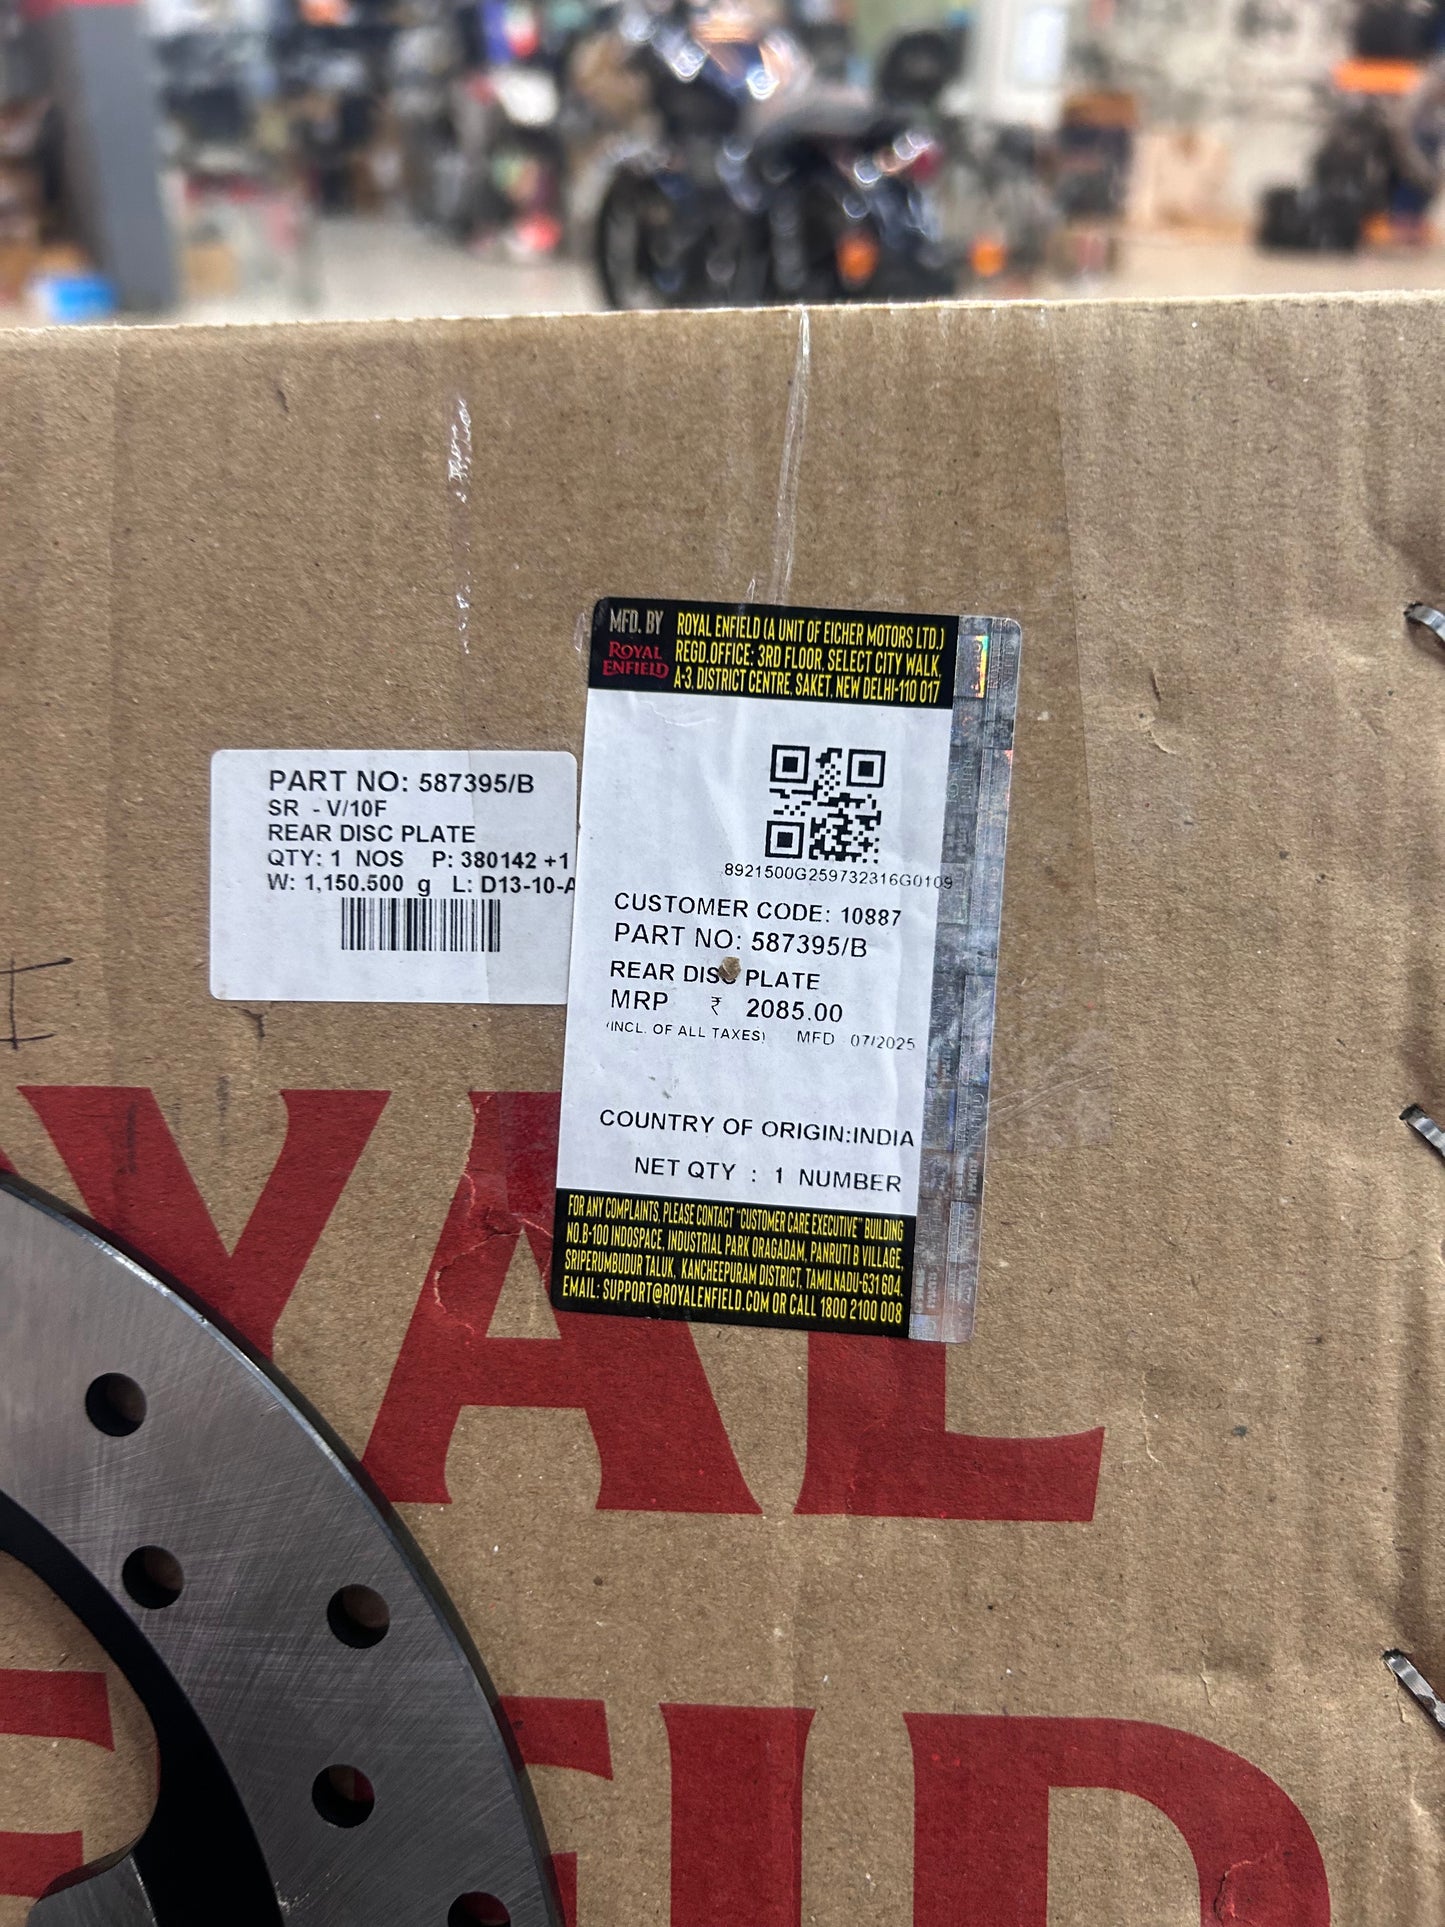 PART NO: 587395/B
SR - V/10F
REAR DISC PLATE
QTY: 1 NOS P: 380142 +1
W: 1,150.500 g L: D13-10-A
MFD. BY
ROYAL
ENFIELD
ROYAL ENFIELD (A UNIT OF EICHER MOTORS LTD.)
REGD.OFFICE: 3RD FLOOR, SELECT CITY WALK,
A-3, DISTRICT CENTRE, SAKET, NEW DELHI-110 017
8921500G259732316G0109
CUSTOMER CODE: 10887
PART NO: 587395/B
REAR DISC PLATE
MRP ₹ 2085.00
(INCL. OF ALL TAXES) MFD 07/2025
COUNTRY OF ORIGIN:INDIA
NET QTY : 1 NUMBER
FOR ANY COMPLAINTS, PLEASE CONTACT "CUSTOMER CARE EXECUTIVE" BUILDING
NO.B-100 INDOSPACE, INDUSTRIAL PARK ORAGADAM, PANRUTI B VILLAGE,
SRIPERUMBUDUR TALUK, KANCHEEPURAM DISTRICT, TAMILNADU-631 604.
EMAIL: SUPPORT@ROYALENFIELD.COM OR CALL 1800 2100 008
YAL
FID